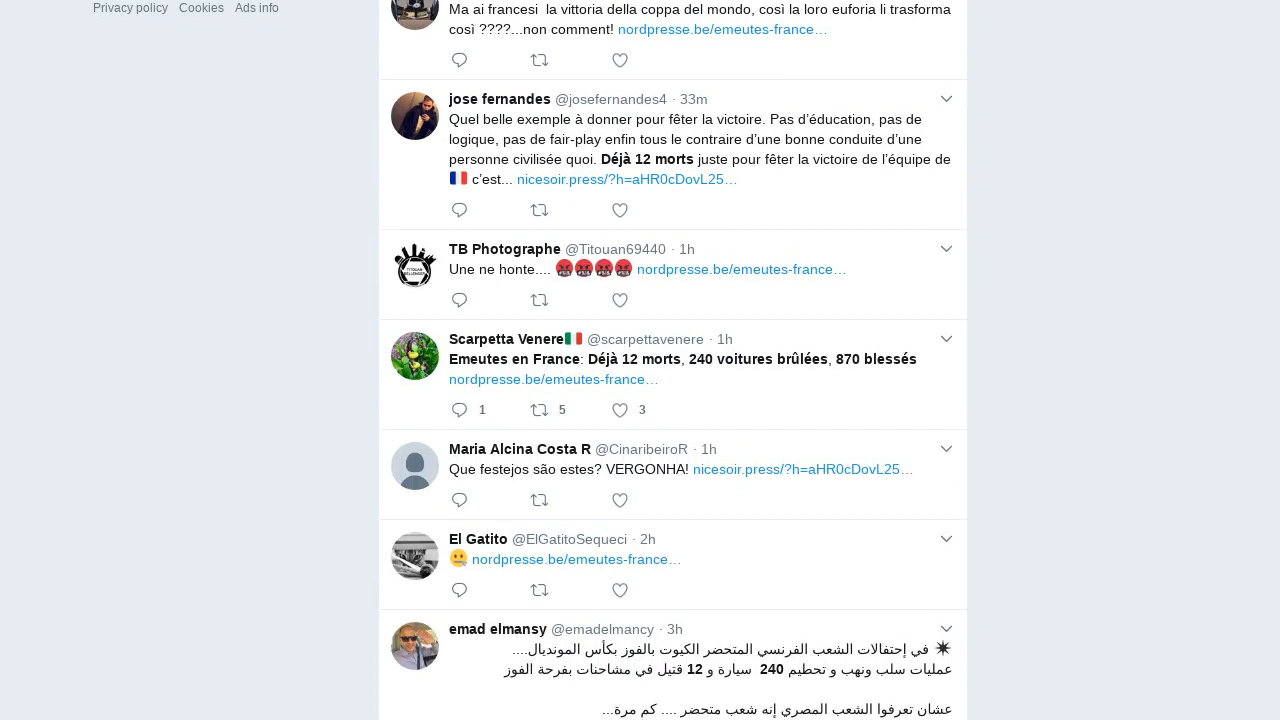 Privacy policy Cookies Ads info
Ma ai francesi la vittoria della coppa del mondo, così la loro euforia li trasforma
così ????...non comment! nordpresse.be/emeutes-france…
jose fernandes @josefernandes4 · 33m
Quel belle exemple à donner pour fêter la victoire. Pas d’éducation, pas de
logique, pas de fair-play enfin tous le contraire d’une bonne conduite d’une
personne civilisée quoi. Déjà 12 morts juste pour fêter la victoire de l’équipe de
🇫🇷 c’est... nicesoir.press/?h=aHR0cDovL25…
TB Photographe @Titouan69440 · 1h
Une ne honte.... 🤬🤬🤬🤬 nordpresse.be/emeutes-france…
Scarpetta Venere🇮🇹 @scarpettavenere · 1h
Emeutes en France: Déjà 12 morts, 240 voitures brûlées, 870 blessés
nordpresse.be/emeutes-france…
1 5 3
Maria Alcina Costa R @CinaribeiroR · 1h
Que festejos são estes? VERGONHA! nicesoir.press/?h=aHR0cDovL25…
El Gatito @ElGatitoSequeci · 2h
🤐 nordpresse.be/emeutes-france…
emad elmansy @emadelmancy · 3h
✴ في إحتفالات الشعب الفرنسي المتحضر الكيوت بالفوز بكأس المونديال....
عمليات سلب ونهب و تحطيم 240 سيارة و 12 قتيل في مشاحنات بفرحة الفوز
عشان تعرفوا الشعب المصري إنه شعب متحضر .... كم مرة...